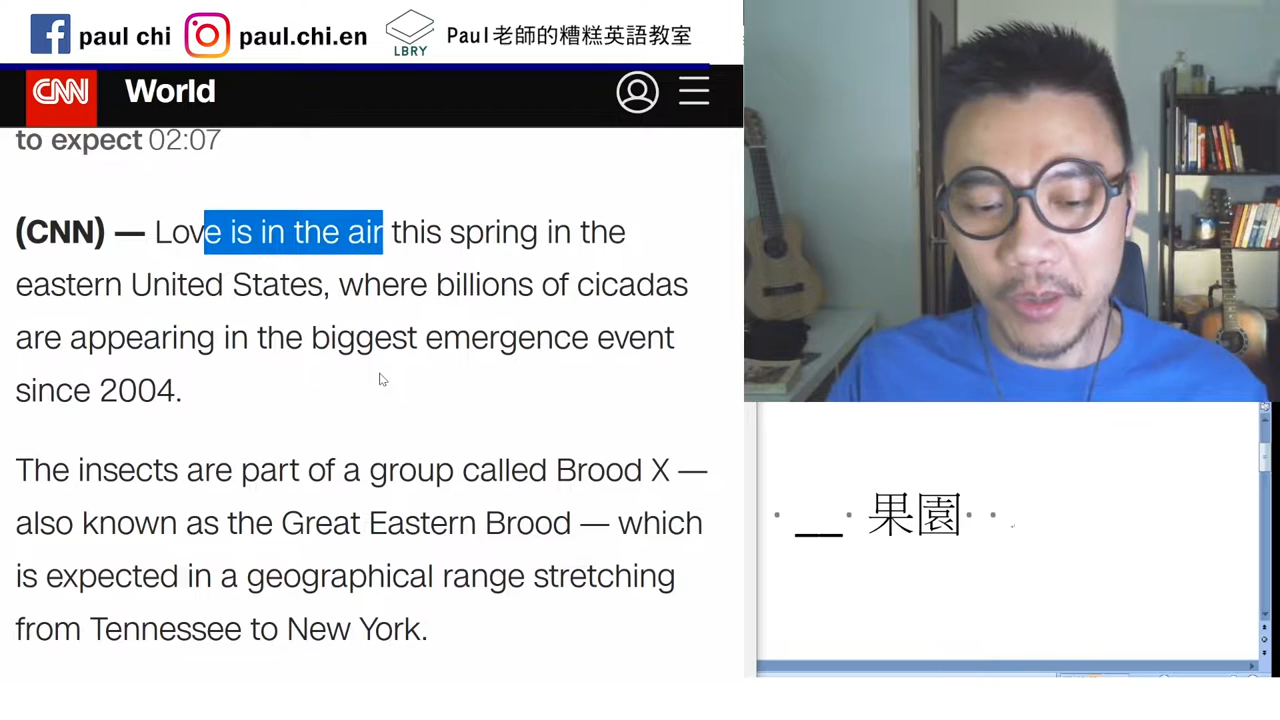 paul chi paul.chi.en LBRY Paul老師的糟糕英語教室
CNN World
to expect 02:07
(CNN) — Love is in the air this spring in the
eastern United States, where billions of cicadas
are appearing in the biggest emergence event
since 2004.
The insects are part of a group called Brood X —
also known as the Great Eastern Brood — which
is expected in a geographical range stretching
from Tennessee to New York.
__ 果園